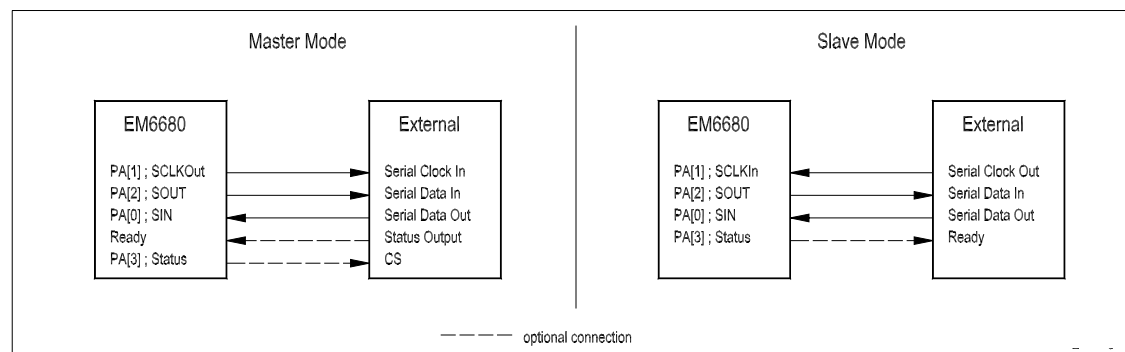 Master Mode
EM6680
PA[1] ; SCLKOut
PA[2] ; SOUT
PA[0] ; SIN
Ready
PA[3] ; Status
External
Serial Clock In
Serial Data In
Serial Data Out
Status Output
CS
Slave Mode
EM6680
PA[1] ; SCLKIn
PA[2] ; SOUT
PA[0] ; SIN
PA[3] ; Status
External
Serial Clock Out
Serial Data In
Serial Data Out
Ready
optional connection